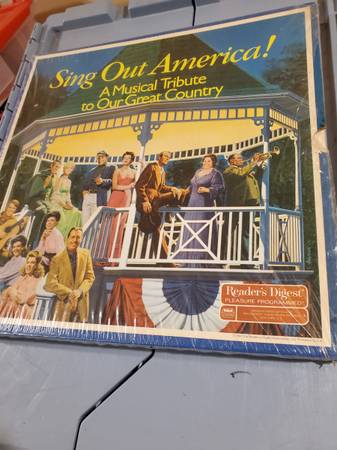 Sing Out America!
A Musical Tribute
to Our Great Country
Reader's Digest
PLEASURE PROGRAMMED